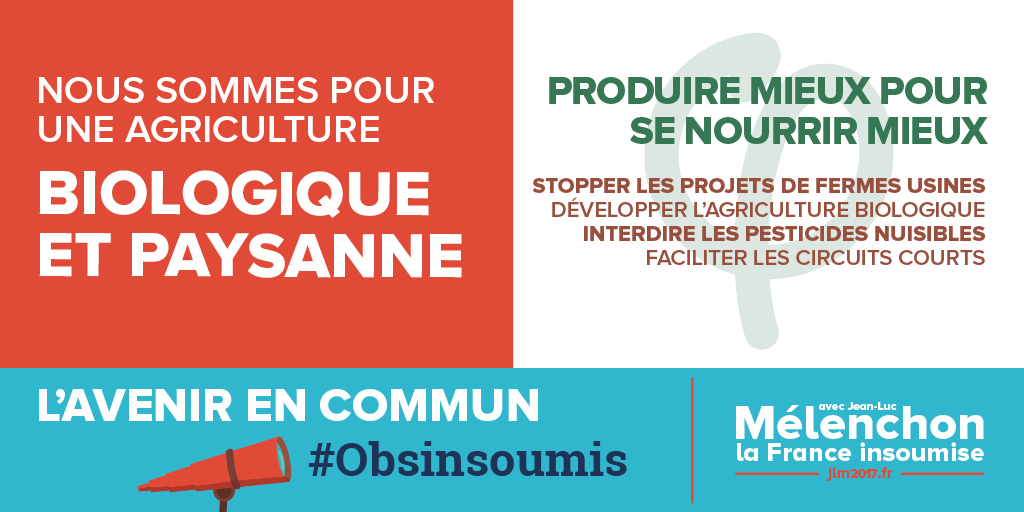 NOUS SOMMES POUR
UNE AGRICULTURE
BIOLOGIQUE
ET PAYSANNE
PRODUIRE MIEUX POUR
SE NOURRIR MIEUX
STOPPER LES PROJETS DE FERMES USINES
DÉVELOPPER L'AGRICULTURE BIOLOGIQUE
INTERDIRE LES PESTICIDES NUISIBLES
FACILITER LES CIRCUITS COURTS
L'AVENIR EN COMMUN
#Obsinsoumis
avec Jean-Luc
Mélenchon
la France insoumise
jlm2017.fr